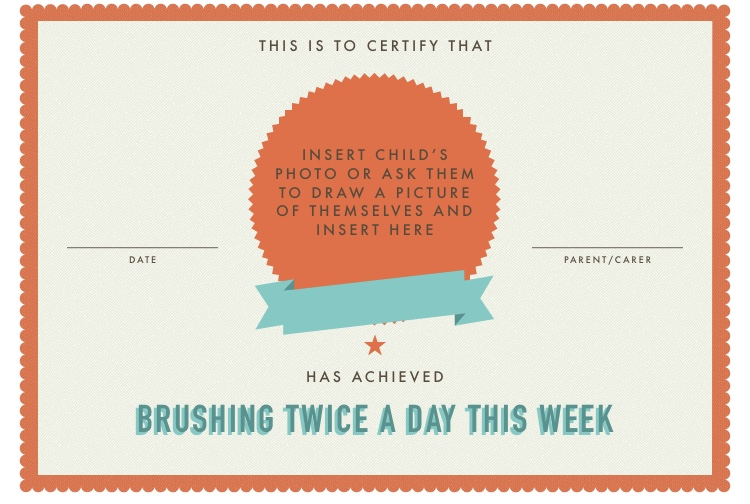 THIS IS TO CERTIFY THAT
INSERT CHILD'S
PHOTO OR ASK THEM
TO DRAW A PICTURE
OF THEMSELVES AND
INSERT HERE
DATE
PARENT/CARER
HAS ACHIEVED
BRUSHING TWICE A DAY THIS WEEK